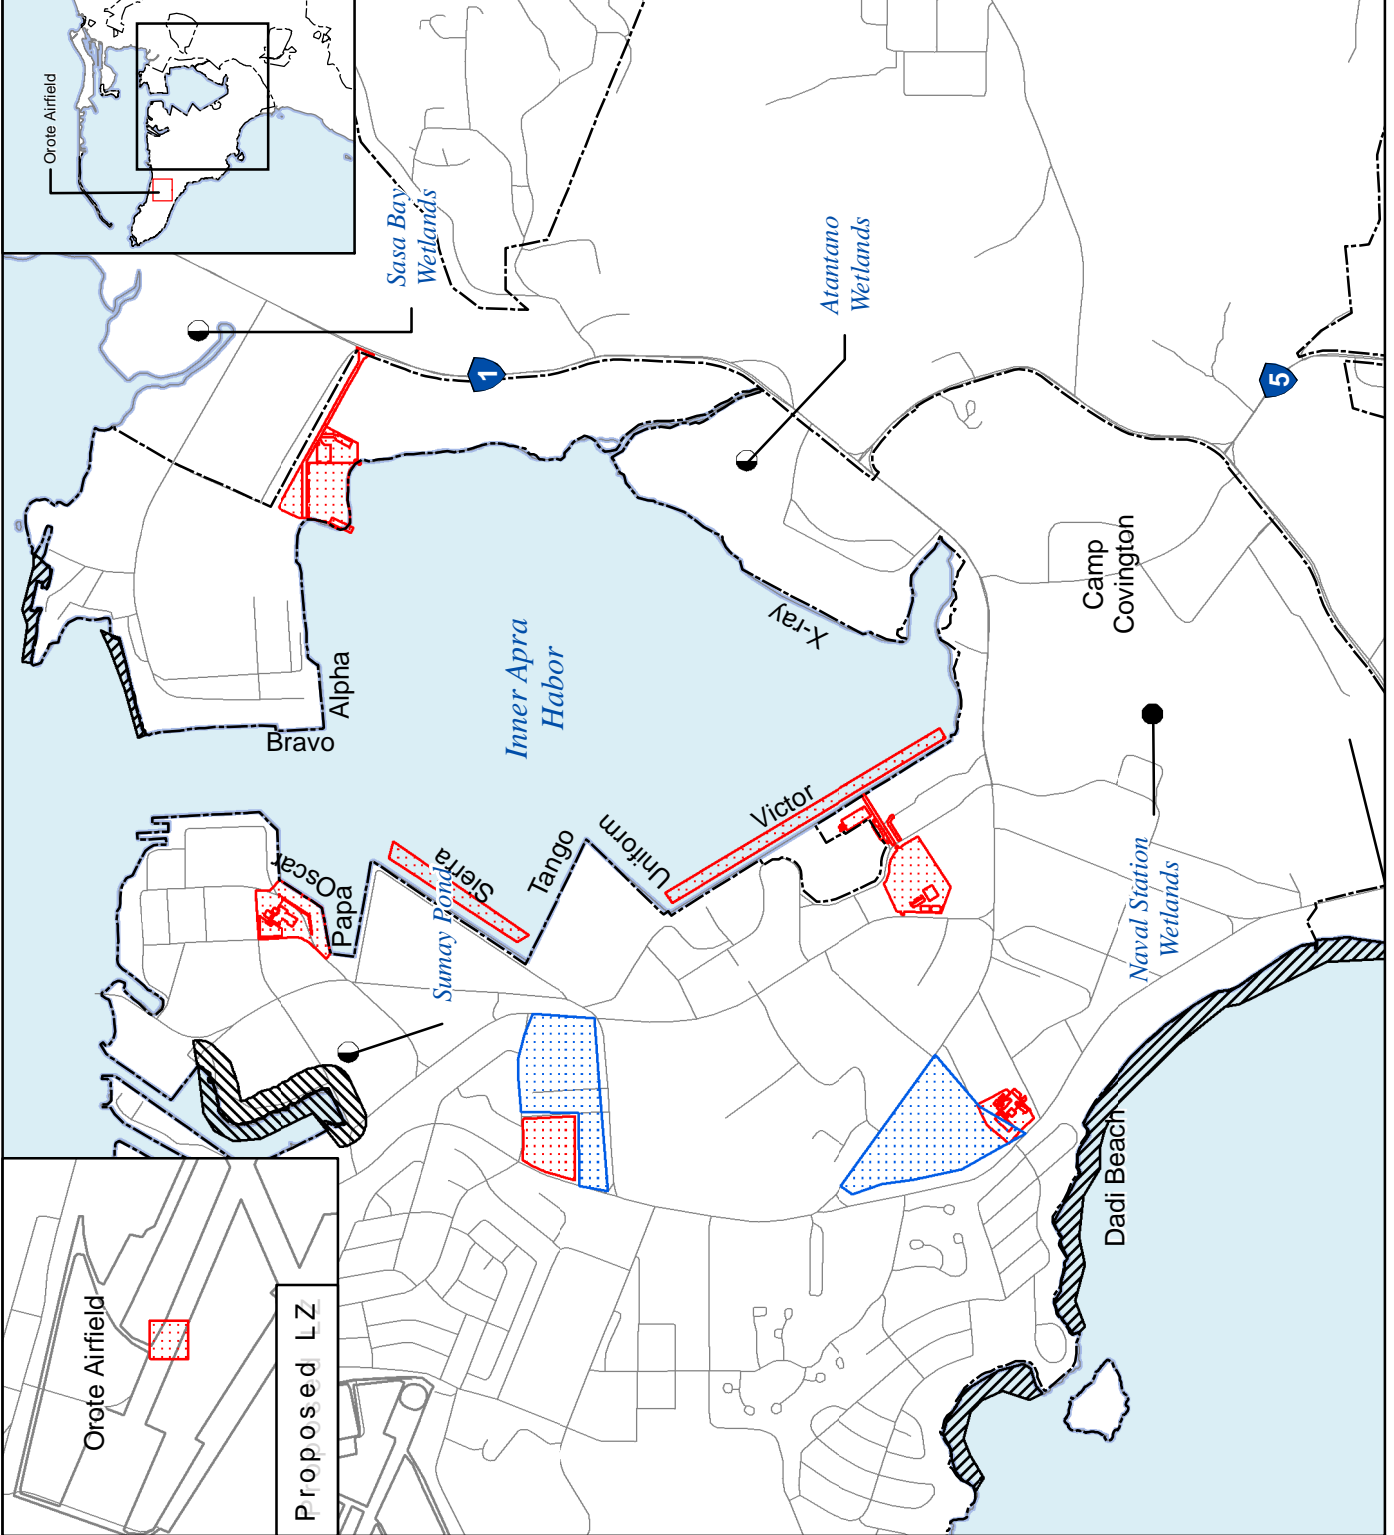 Orote Airfield
Proposed LZ
Orote Airfield
Sasa Bay
Wetlands
Atantano
Wetlands
1
5
Camp
Covington
Inner Apra
Habor
Alpha
Bravo
X-ray
Oscar
Papa
Sierra
Tango
Uniform
Victor
Sumay Pond
Naval Station
Wetlands
Dadi Beach